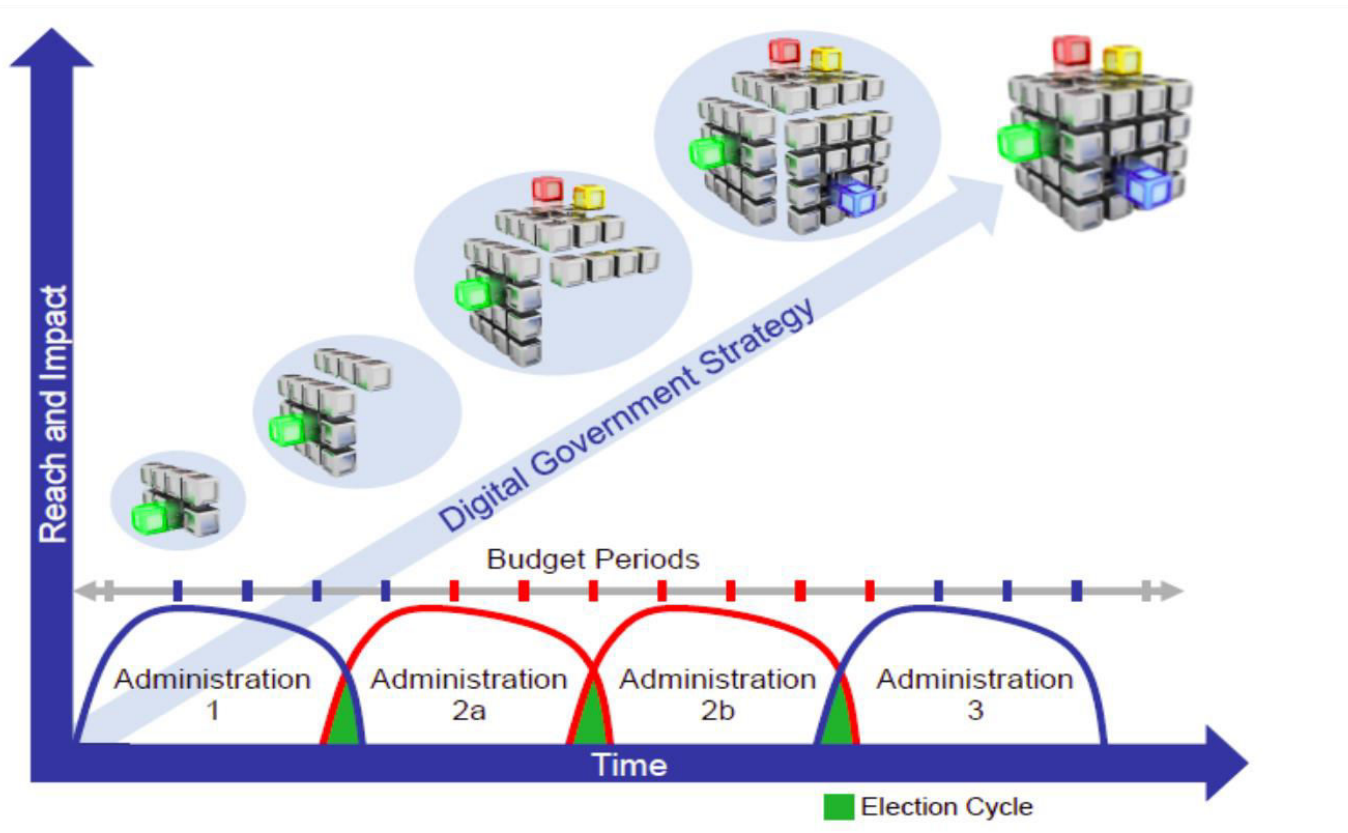 Reach and Impact
Digital Government Strategy
Budget Periods
Administration
1
Administration
2a
Administration
2b
Administration
3
Time
Election Cycle